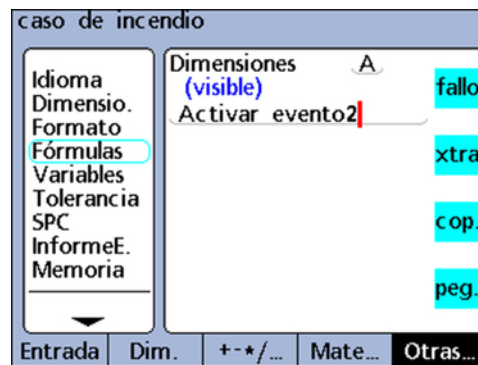 caso de incendio
Idioma
Dimensio.
Formato
Fórmulas
Variables
Tolerancia
SPC
InformeE.
Memoria
Dimensiones A
(visible)
Activar evento2
fallo
xtra
cop.
peg.
Entrada Dim. +-*/... Mate... Otras...